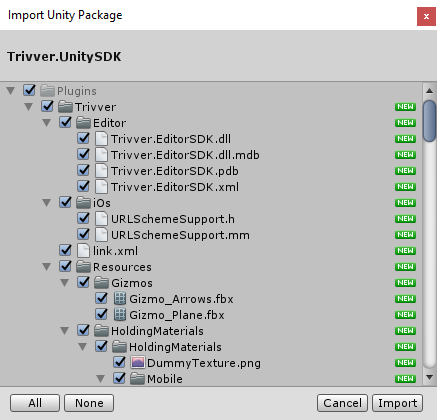 Import Unity Package
x
Trivver.UnitySDK
Plugins
Trivver NEW
Editor NEW
Trivver.EditorSDK.dll NEW
Trivver.EditorSDK.dll.mdb NEW
Trivver.EditorSDK.pdb NEW
Trivver.EditorSDK.xml NEW
iOs NEW
URLSchemeSupport.h NEW
URLSchemeSupport.mm NEW
link.xml NEW
Resources NEW
Gizmos NEW
Gizmo_Arrows.fbx NEW
Gizmo_Plane.fbx NEW
HoldingMaterials NEW
HoldingMaterials NEW
DummyTexture.png NEW
Mobile NEW
All None Cancel Import